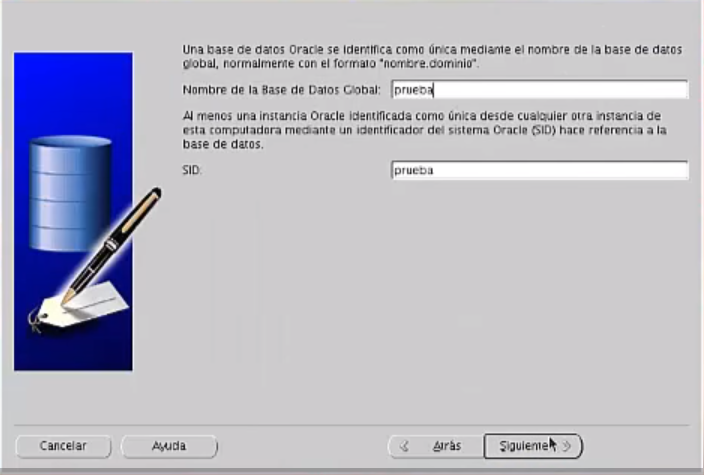 Una base de datos Oracle se identifica como única mediante el nombre de la base de datos
global, normalmente con el formato "nombre.dominio".
Nombre de la Base de Datos Global: prueba
Al menos una instancia Oracle identificada como única desde cualquier otra instancia de
esta computadora mediante un identificador del sistema Oracle (SID) hace referencia a la
base de datos.
SID: prueba
Cancelar Ayuda Atrás Siguiente